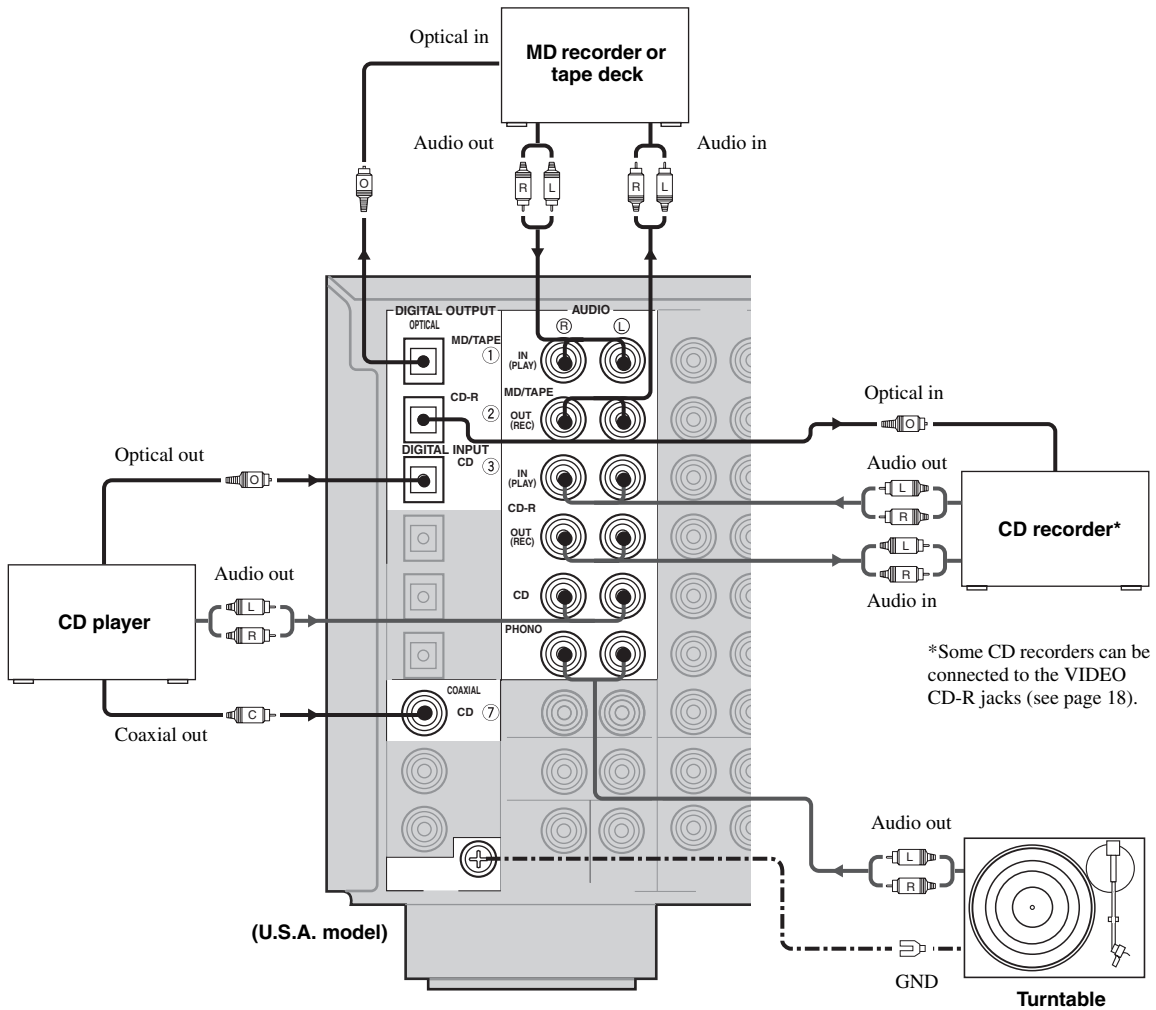 Optical in
MD recorder or
tape deck
Audio out
Audio in
R
L
R
L
O
DIGITAL OUTPUT
OPTICAL
MD/TAPE
①
CD-R
②
DIGITAL INPUT
CD
③
AUDIO
R
L
IN
(PLAY)
MD/TAPE
OUT
(REC)
IN
(PLAY)
CD-R
OUT
(REC)
CD
PHONO
COAXIAL
CD
⑦
Optical out
O
Audio out
L
R
CD player
C
Coaxial out
Optical in
O
Audio out
L
R
CD recorder*
L
R
Audio in
*Some CD recorders can be
connected to the VIDEO
CD-R jacks (see page 18).
Audio out
L
R
GND
Turntable
(U.S.A. model)